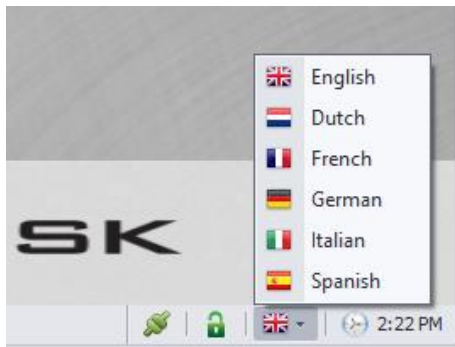 English
Dutch
French
German
Italian
Spanish
SK
2:22 PM